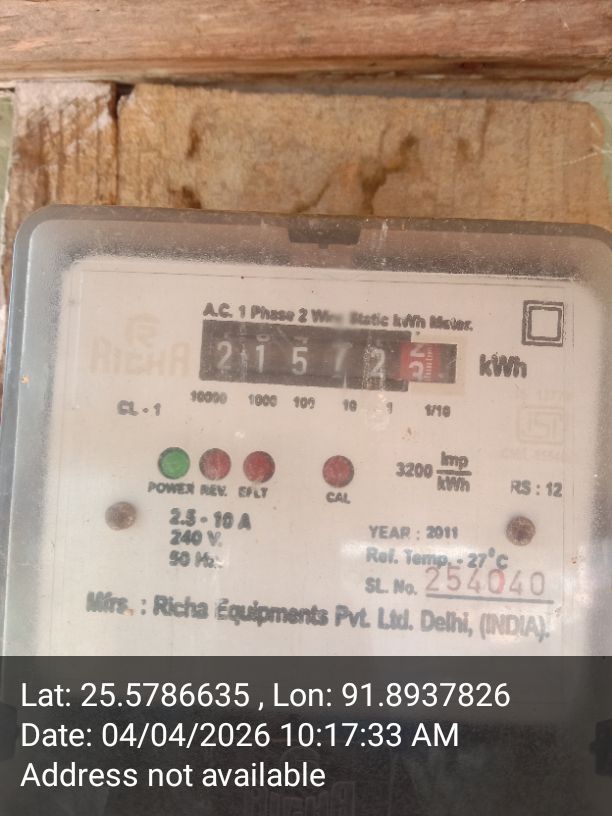 A.C. 1 Phase 2 Wire Static kWh Meter.
2 1 5 7 2 kWh
10000 1000 100 10 1 1/10
CL - 1
3200 Imp/kWh
RS : 12
POWER REV. E/LT CAL
2.5 - 10 A
240 V.
50 Hz.
YEAR : 2011
Ref. Temp. - 27°C
SL. No. 254040
Mfrs. : Richa Equipments Pvt. Ltd. Delhi, (INDIA).
Lat: 25.5786635 , Lon: 91.8937826
Date: 04/04/2026 10:17:33 AM
Address not available